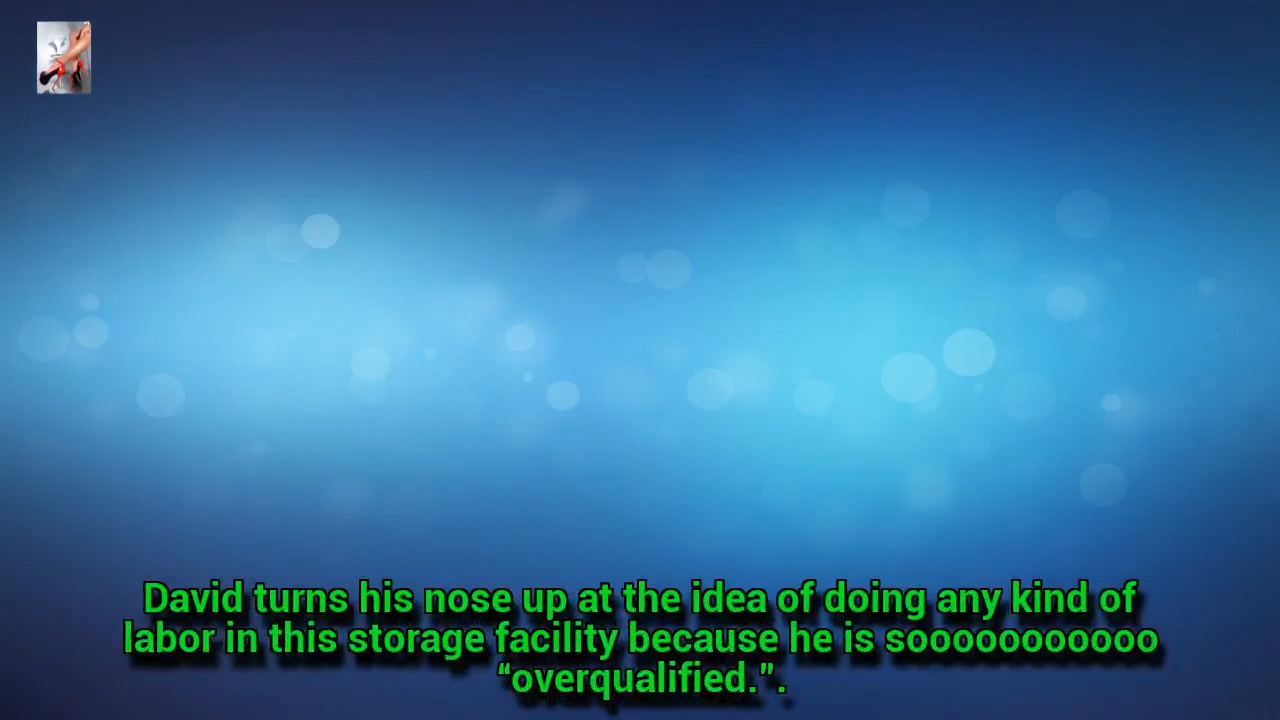 David turns his nose up at the idea of doing any kind of
labor in this storage facility because he is sooooooooooo
“overqualified.”.